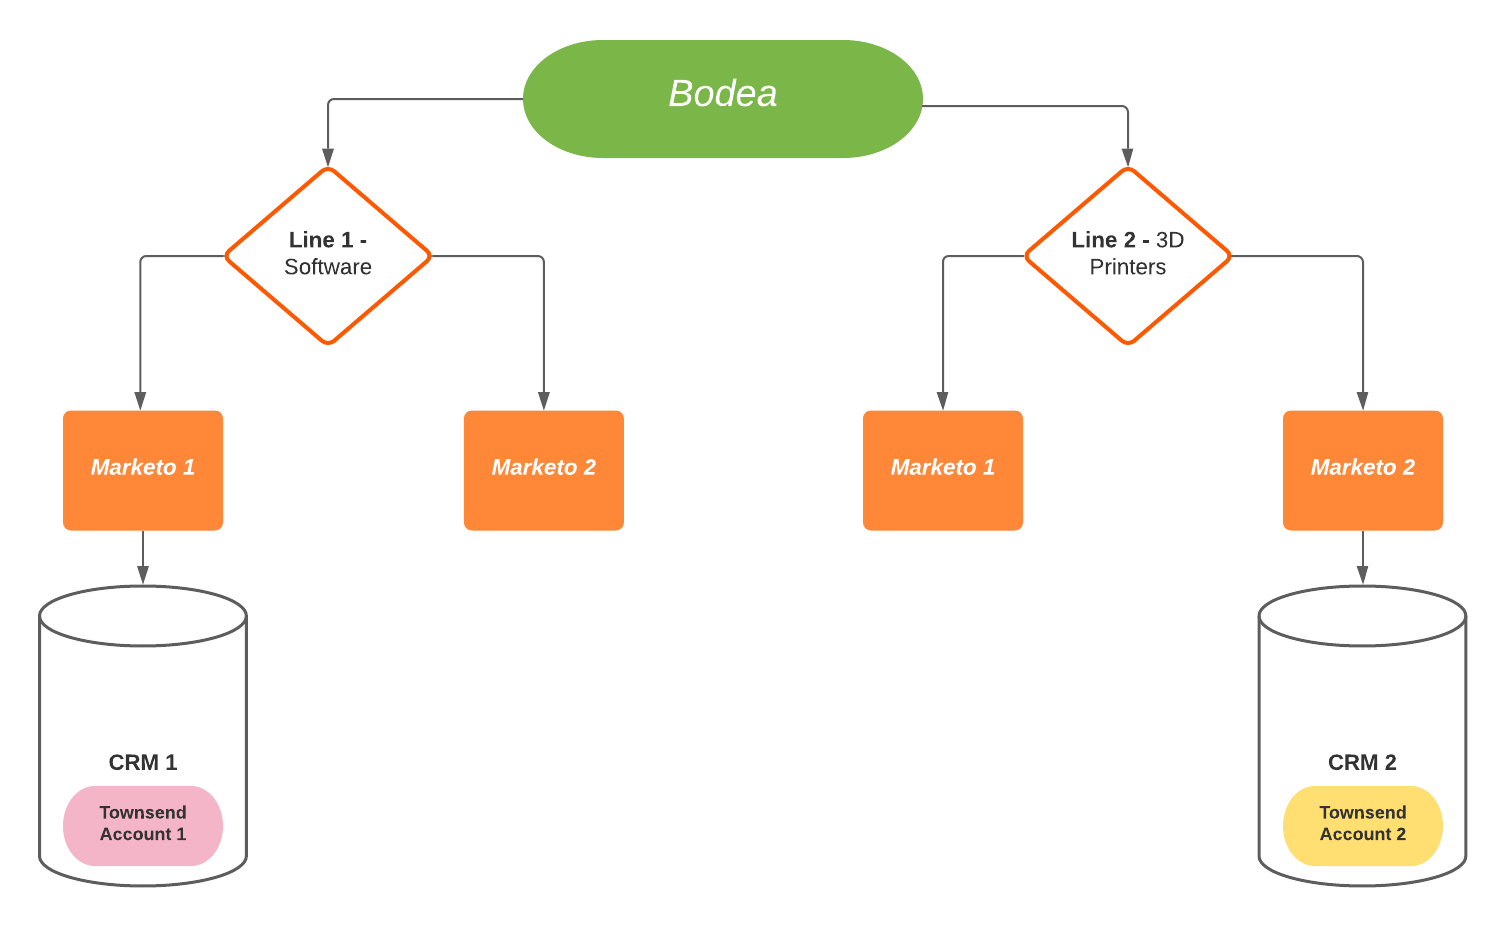 Bodea
Line 1 -
Software
Line 2 - 3D
Printers
Marketo 1
Marketo 2
Marketo 1
Marketo 2
CRM 1
Townsend
Account 1
CRM 2
Townsend
Account 2